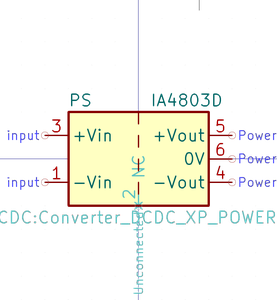 PS IA4803D
input 3 +Vin +Vout 5 Power
0V 6 Power
input 1 -Vin -Vout 4 Power
NC
2
CDC:Converter_DCDC_XP_POWER
Unconnected